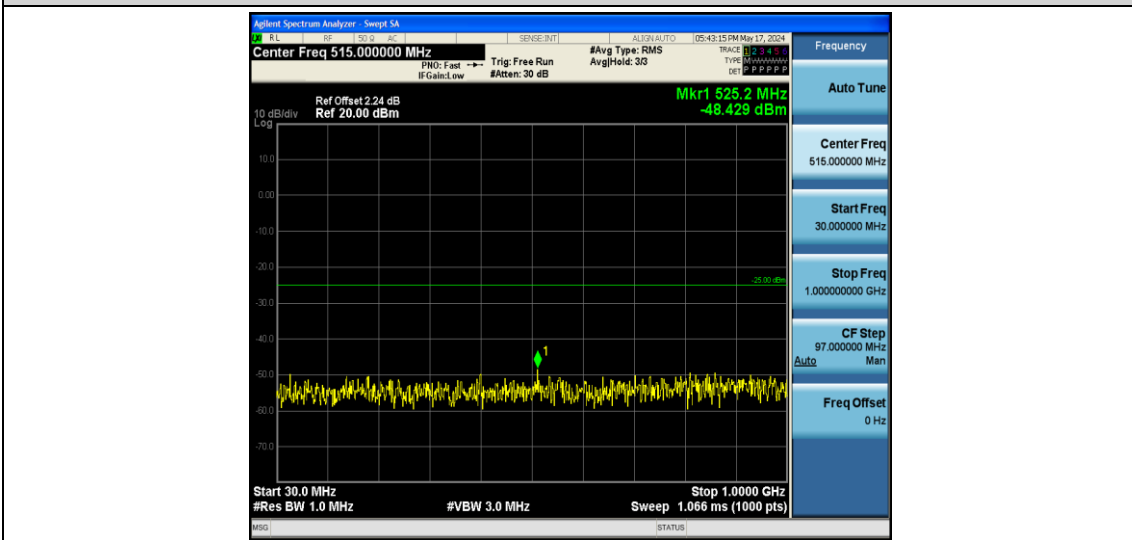 Agilent Spectrum Analyzer - Swept SA
RL RF 50 Ω AC SENSE:INT ALIGN AUTO 05:43:15 PM May 17, 2024
Center Freq 515.000000 MHz
PNO: Fast
IFGain:Low
Trig: Free Run
#Atten: 30 dB
#Avg Type: RMS
Avg|Hold: 3/3
TRACE 1 2 3 4 5 6
TYPE M
DET P P P P P P
Mkr1 525.2 MHz
-48.429 dBm
Ref Offset 2.24 dB
10 dB/div Ref 20.00 dBm
Log
10.0
0.00
-10.0
-20.0
-25.00 dBm
-30.0
-40.0
1
-50.0
-60.0
-70.0
Start 30.0 MHz Stop 1.0000 GHz
#Res BW 1.0 MHz #VBW 3.0 MHz Sweep 1.066 ms (1000 pts)
MSG STATUS
Frequency
Auto Tune
Center Freq
515.000000 MHz
Start Freq
30.000000 MHz
Stop Freq
1.000000000 GHz
CF Step
97.000000 MHz
Auto Man
Freq Offset
0 Hz